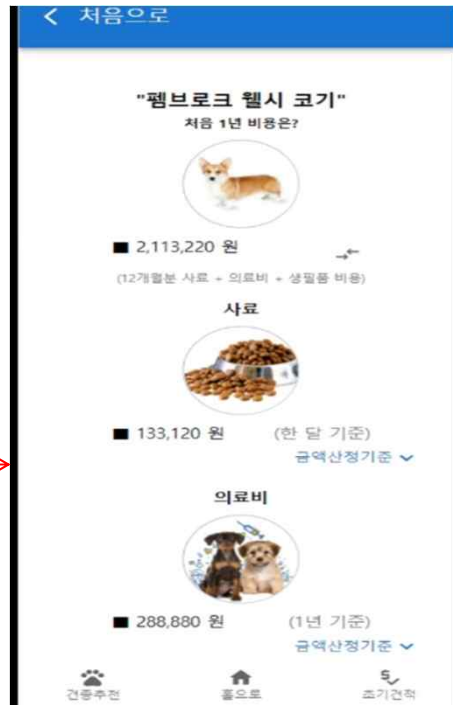 처음으로
"펨브로크 웰시 코기"
처음 1년 비용은?
■ 2,113,220 원
(12개월분 사료 + 의료비 + 생필품 비용)
사료
■ 133,120 원 (한 달 기준)
금액산정기준
의료비
■ 288,880 원 (1년 기준)
금액산정기준
견종추천 홈으로 초기견적